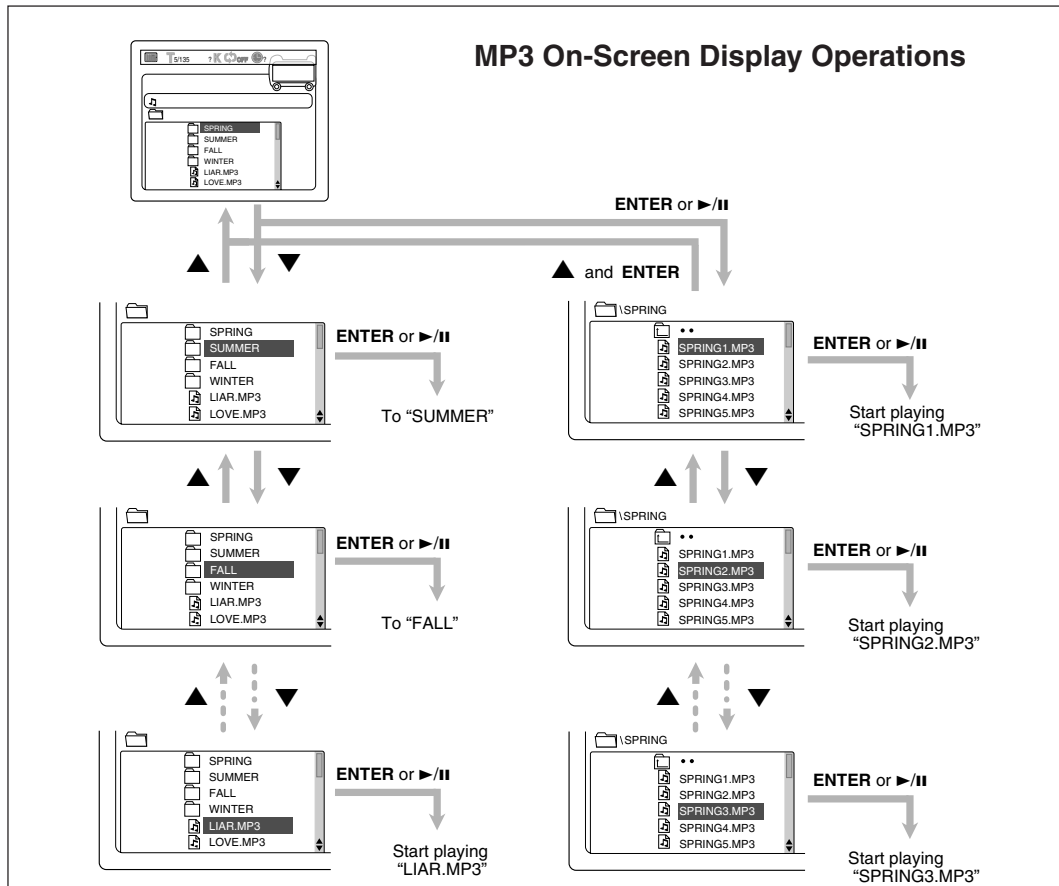 MP3 On-Screen Display Operations
T5/135 ? K OFF ?
SPRING
SUMMER
FALL
WINTER
LIAR.MP3
LOVE.MP3
ENTER or ►/II
▲ ▼
▲ and ENTER
SPRING
SUMMER
FALL
WINTER
LIAR.MP3
LOVE.MP3
ENTER or ►/II
To “SUMMER”
\SPRING
••
SPRING1.MP3
SPRING2.MP3
SPRING3.MP3
SPRING4.MP3
SPRING5.MP3
ENTER or ►/II
Start playing
“SPRING1.MP3”
▲ ▼
▲ ▼
SPRING
SUMMER
FALL
WINTER
LIAR.MP3
LOVE.MP3
ENTER or ►/II
To “FALL”
\SPRING
••
SPRING1.MP3
SPRING2.MP3
SPRING3.MP3
SPRING4.MP3
SPRING5.MP3
ENTER or ►/II
Start playing
“SPRING2.MP3”
▲ ▼
▲ ▼
SPRING
SUMMER
FALL
WINTER
LIAR.MP3
LOVE.MP3
ENTER or ►/II
Start playing
“LIAR.MP3”
\SPRING
••
SPRING1.MP3
SPRING2.MP3
SPRING3.MP3
SPRING4.MP3
SPRING5.MP3
ENTER or ►/II
Start playing
“SPRING3.MP3”